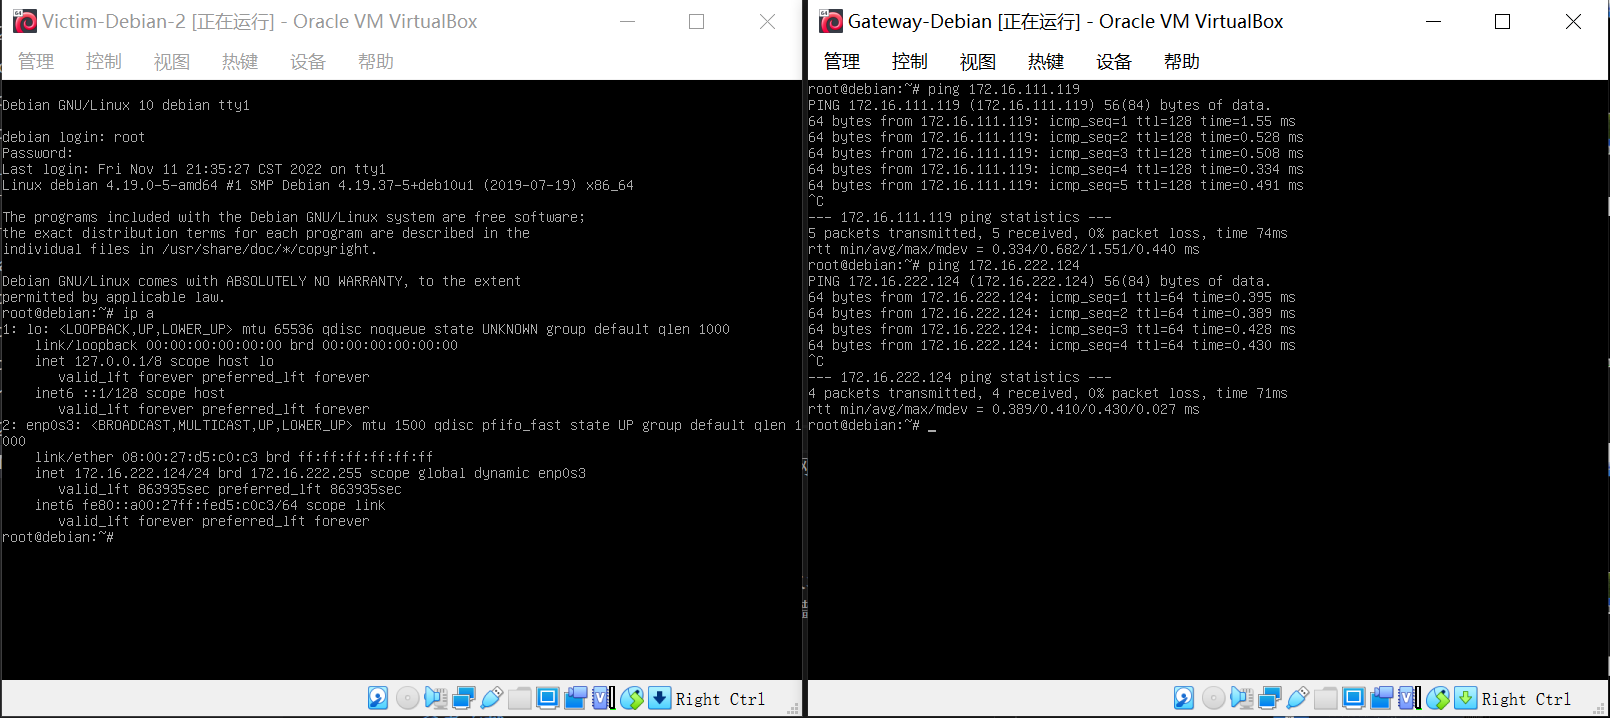 Victim-Debian-2 [正在运行] - Oracle VM VirtualBox
管理 控制 视图 热键 设备 帮助
Debian GNU/Linux 10 debian tty1
debian login: root
Password:
Last login: Fri Nov 11 21:35:27 CST 2022 on tty1
Linux debian 4.19.0-5-amd64 #1 SMP Debian 4.19.37-5+deb10u1 (2019-07-19) x86_64
The programs included with the Debian GNU/Linux system are free software;
the exact distribution terms for each program are described in the
individual files in /usr/share/doc/*/copyright.
Debian GNU/Linux comes with ABSOLUTELY NO WARRANTY, to the extent
permitted by applicable law.
root@debian:~# ip a
1: lo: <LOOPBACK,UP,LOWER_UP> mtu 65536 qdisc noqueue state UNKNOWN group default qlen 1000
link/loopback 00:00:00:00:00:00 brd 00:00:00:00:00:00
inet 127.0.0.1/8 scope host lo
valid_lft forever preferred_lft forever
inet6 ::1/128 scope host
valid_lft forever preferred_lft forever
2: enp0s3: <BROADCAST,MULTICAST,UP,LOWER_UP> mtu 1500 qdisc pfifo_fast state UP group default qlen 1
000
link/ether 08:00:27:d5:c0:c3 brd ff:ff:ff:ff:ff:ff
inet 172.16.222.124/24 brd 172.16.222.255 scope global dynamic enp0s3
valid_lft 863935sec preferred_lft 863935sec
inet6 fe80::a00:27ff:fed5:c0c3/64 scope link
valid_lft forever preferred_lft forever
root@debian:~#
Right Ctrl
Gateway-Debian [正在运行] - Oracle VM VirtualBox
管理 控制 视图 热键 设备 帮助
root@debian:~# ping 172.16.111.119
PING 172.16.111.119 (172.16.111.119) 56(84) bytes of data.
64 bytes from 172.16.111.119: icmp_seq=1 ttl=128 time=1.55 ms
64 bytes from 172.16.111.119: icmp_seq=2 ttl=128 time=0.528 ms
64 bytes from 172.16.111.119: icmp_seq=3 ttl=128 time=0.508 ms
64 bytes from 172.16.111.119: icmp_seq=4 ttl=128 time=0.334 ms
64 bytes from 172.16.111.119: icmp_seq=5 ttl=128 time=0.491 ms
^C
--- 172.16.111.119 ping statistics ---
5 packets transmitted, 5 received, 0% packet loss, time 74ms
rtt min/avg/max/mdev = 0.334/0.682/1.551/0.440 ms
root@debian:~# ping 172.16.222.124
PING 172.16.222.124 (172.16.222.124) 56(84) bytes of data.
64 bytes from 172.16.222.124: icmp_seq=1 ttl=64 time=0.395 ms
64 bytes from 172.16.222.124: icmp_seq=2 ttl=64 time=0.389 ms
64 bytes from 172.16.222.124: icmp_seq=3 ttl=64 time=0.428 ms
64 bytes from 172.16.222.124: icmp_seq=4 ttl=64 time=0.430 ms
^C
--- 172.16.222.124 ping statistics ---
4 packets transmitted, 4 received, 0% packet loss, time 71ms
rtt min/avg/max/mdev = 0.389/0.410/0.430/0.027 ms
root@debian:~# _
Right Ctrl